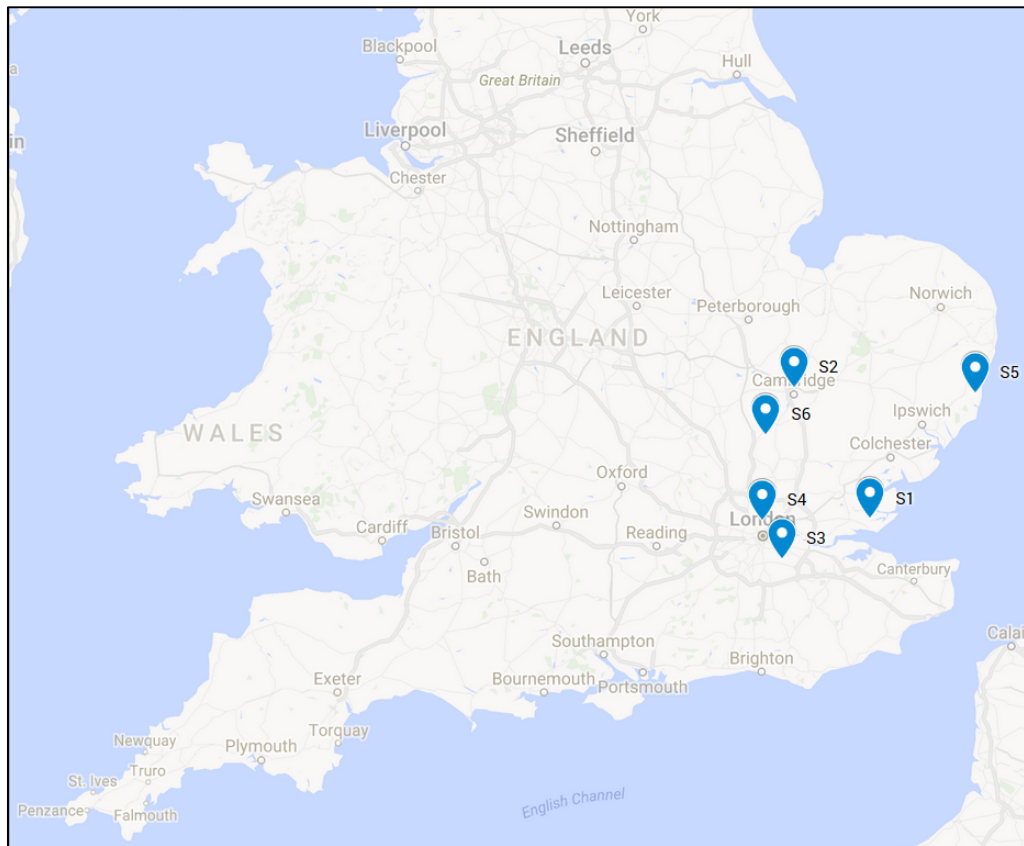 York
Leeds
Blackpool
Great Britain
Hull
a
in
Liverpool
Sheffield
Chester
Nottingham
Leicester
Peterborough
Norwich
ENGLAND
S2
S5
Cambridge
S6
Ipswich
WALES
Colchester
Oxford
S4
S1
Swansea
Swindon
London
S3
Cardiff
Bristol
Reading
Bath
Canterbury
Southampton
Calai
Brighton
Exeter
Bournemouth
Portsmouth
Torquay
Newquay
Plymouth
Truro
St. Ives
English Channel
Penzance
Falmouth